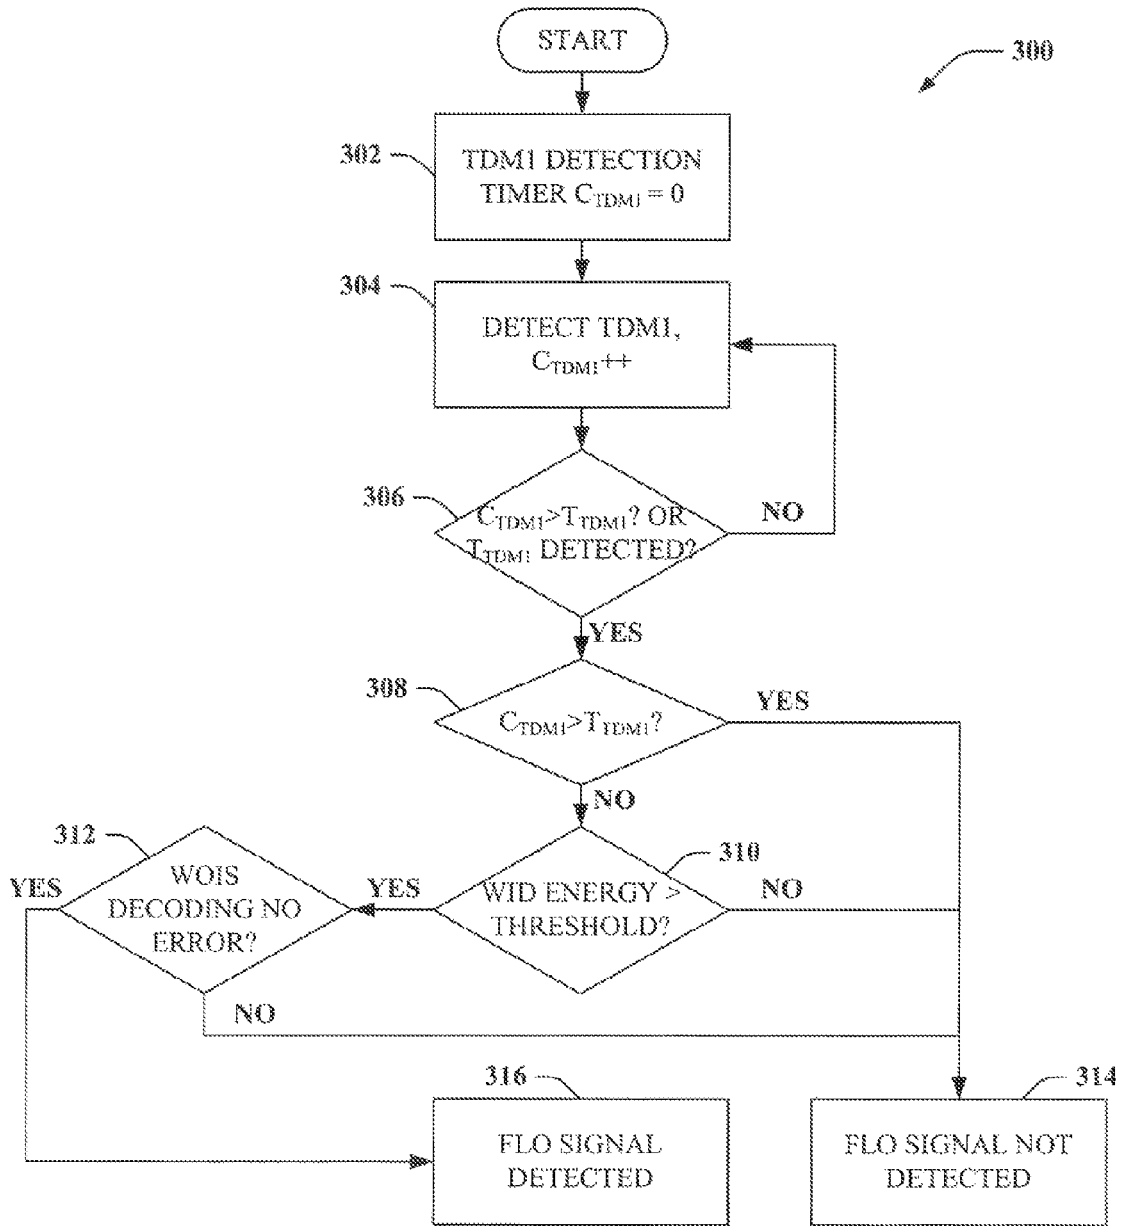 START
300
302
TDM1 DETECTION
TIMER CTDM1 = 0
304
DETECT TDM1,
CTDM1++
306
CTDM1>TTDM1? OR
TTDM1 DETECTED?
NO
YES
308
CTDM1>TTDM1?
YES
NO
312
310
YES
WOIS
DECODING NO
ERROR?
YES
WID ENERGY >
THRESHOLD?
NO
NO
316
314
FLO SIGNAL
DETECTED
FLO SIGNAL NOT
DETECTED